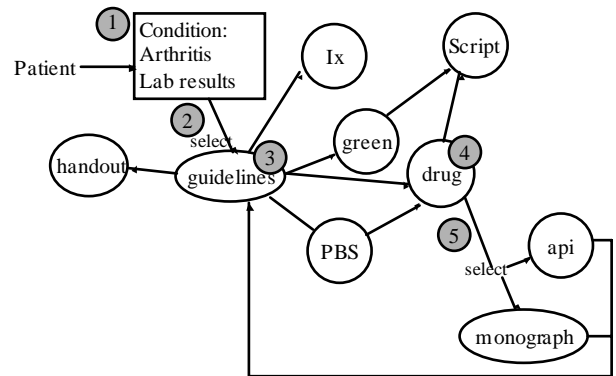 1
Condition:
Arthritis
Lab results
Patient
Ix
Script
2
select
3
green
4
handout
guidelines
drug
5
PBS
select
api
monograph